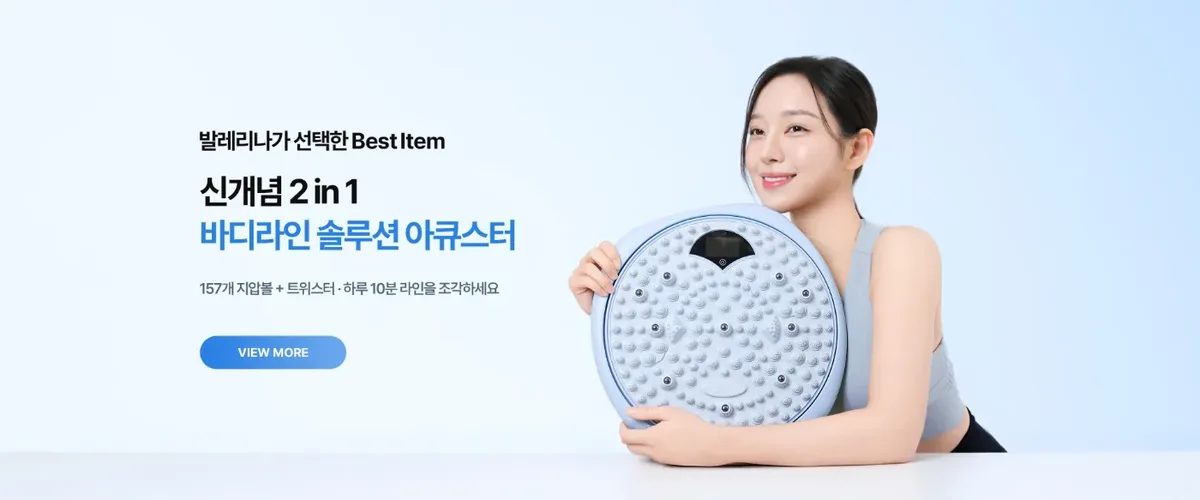 발레리나가 선택한 Best Item
신개념 2 in 1
바디라인 솔루션 아큐스터
157개 지압볼 + 트위스터 · 하루 10분 라인을 조각하세요
VIEW MORE